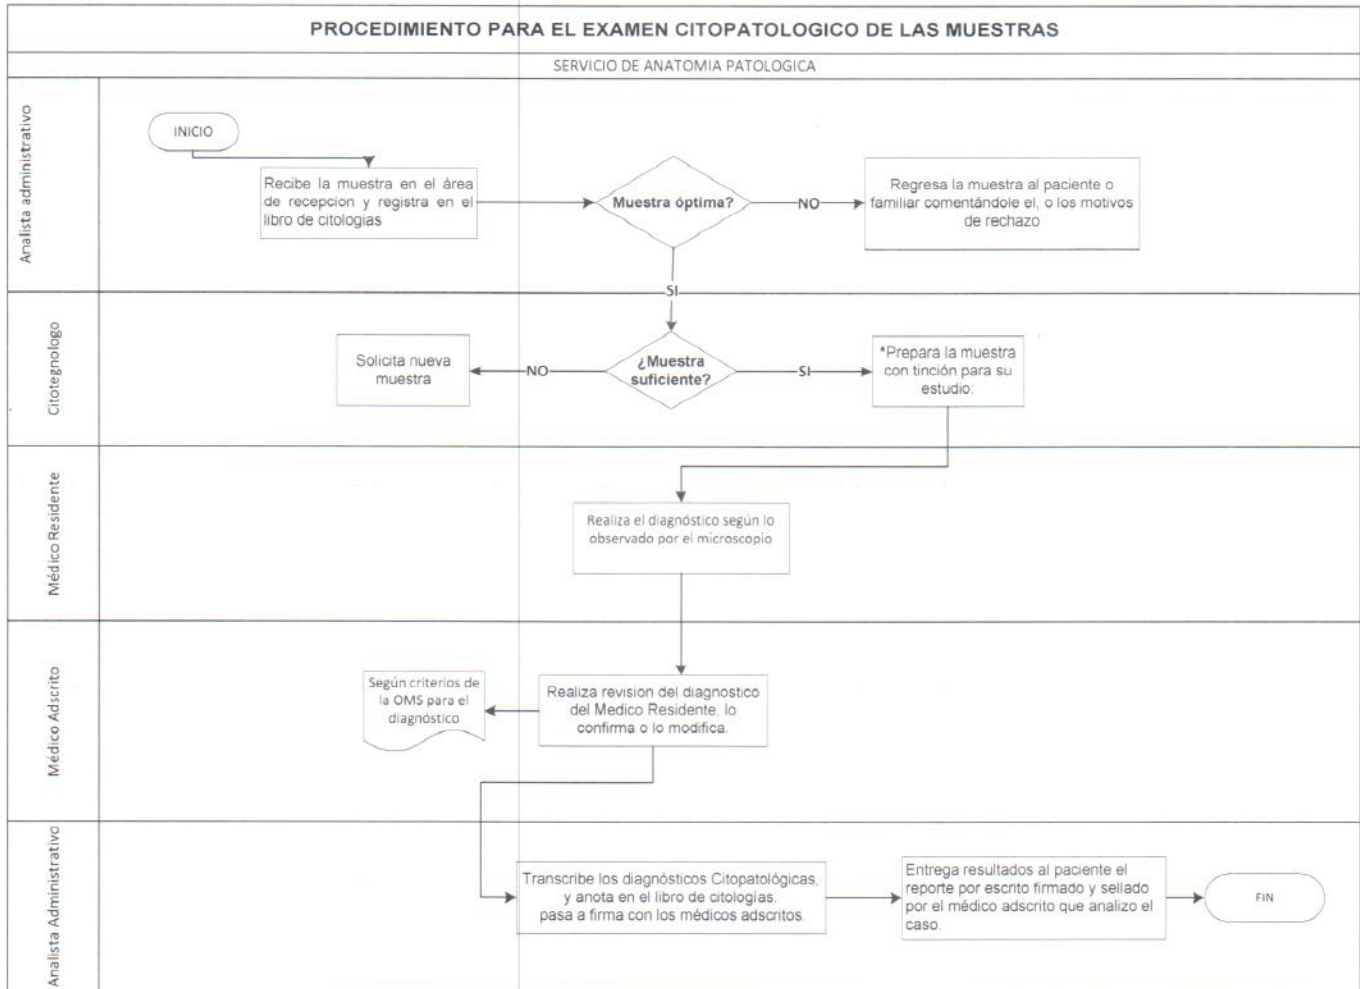 PROCEDIMIENTO PARA EL EXAMEN CITOPATOLOGICO DE LAS MUESTRAS
SERVICIO DE ANATOMIA PATOLOGICA
Analista administrativo
INICIO
Recibe la muestra en el área
de recepcion y registra en el
libro de citologías
Muestra óptima?
NO
Regresa la muestra al paciente o
familiar comentándole el, o los motivos
de rechazo
SI
Citotegnologo
Solicita nueva
muestra
NO
¿Muestra
suficiente?
SI
*Prepara la muestra
con tinción para su
estudio:
Médico Residente
Realiza el diagnóstico según lo
observado por el microscopio
Médico Adscrito
Según criterios de
la OMS para el
diagnóstico
Realiza revision del diagnostico
del Medico Residente, lo
confirma o lo modifica.
Analista Administrativo
Transcribe los diagnósticos Citopatológicas,
y anota en el libro de citologías.
pasa a firma con los médicos adscritos.
Entrega resultados al paciente el
reporte por escrito firmado y sellado
por el médico adscrito que analizo el
caso.
FIN